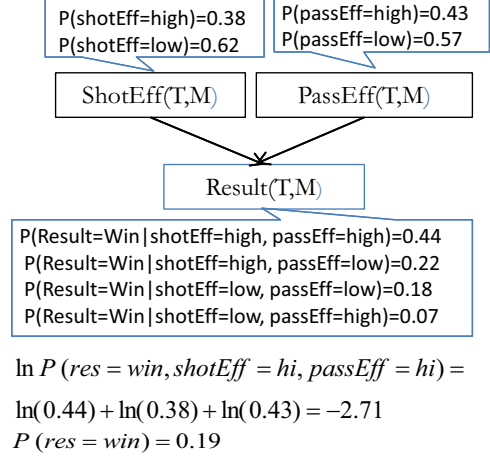 P(shotEff=high)=0.38
P(shotEff=low)=0.62
P(passEff=high)=0.43
P(passEff=low)=0.57
ShotEff(T,M)
PassEff(T,M)
Result(T,M)
P(Result=Win|shotEff=high, passEff=high)=0.44
P(Result=Win|shotEff=high, passEff=low)=0.22
P(Result=Win|shotEff=low, passEff=low)=0.18
P(Result=Win|shotEff=low, passEff=high)=0.07
ln P (res = win, shotEff = hi, passEff = hi) =
ln(0.44) + ln(0.38) + ln(0.43) = −2.71
P (res = win) = 0.19